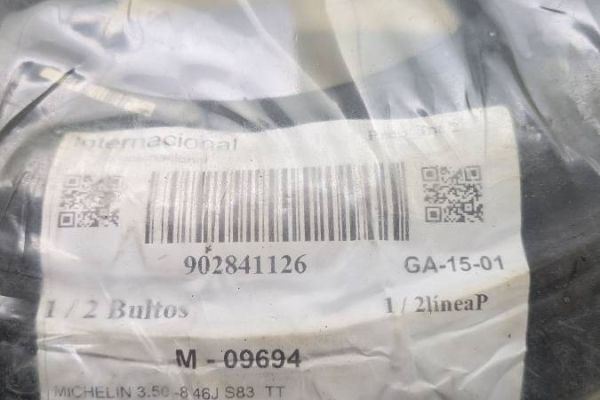 Internacional
902841126
GA-15-01
1 / 2 Bultos
1 / 2líneaP
M - 09694
MICHELIN 3.50 -8 46J S83 TT